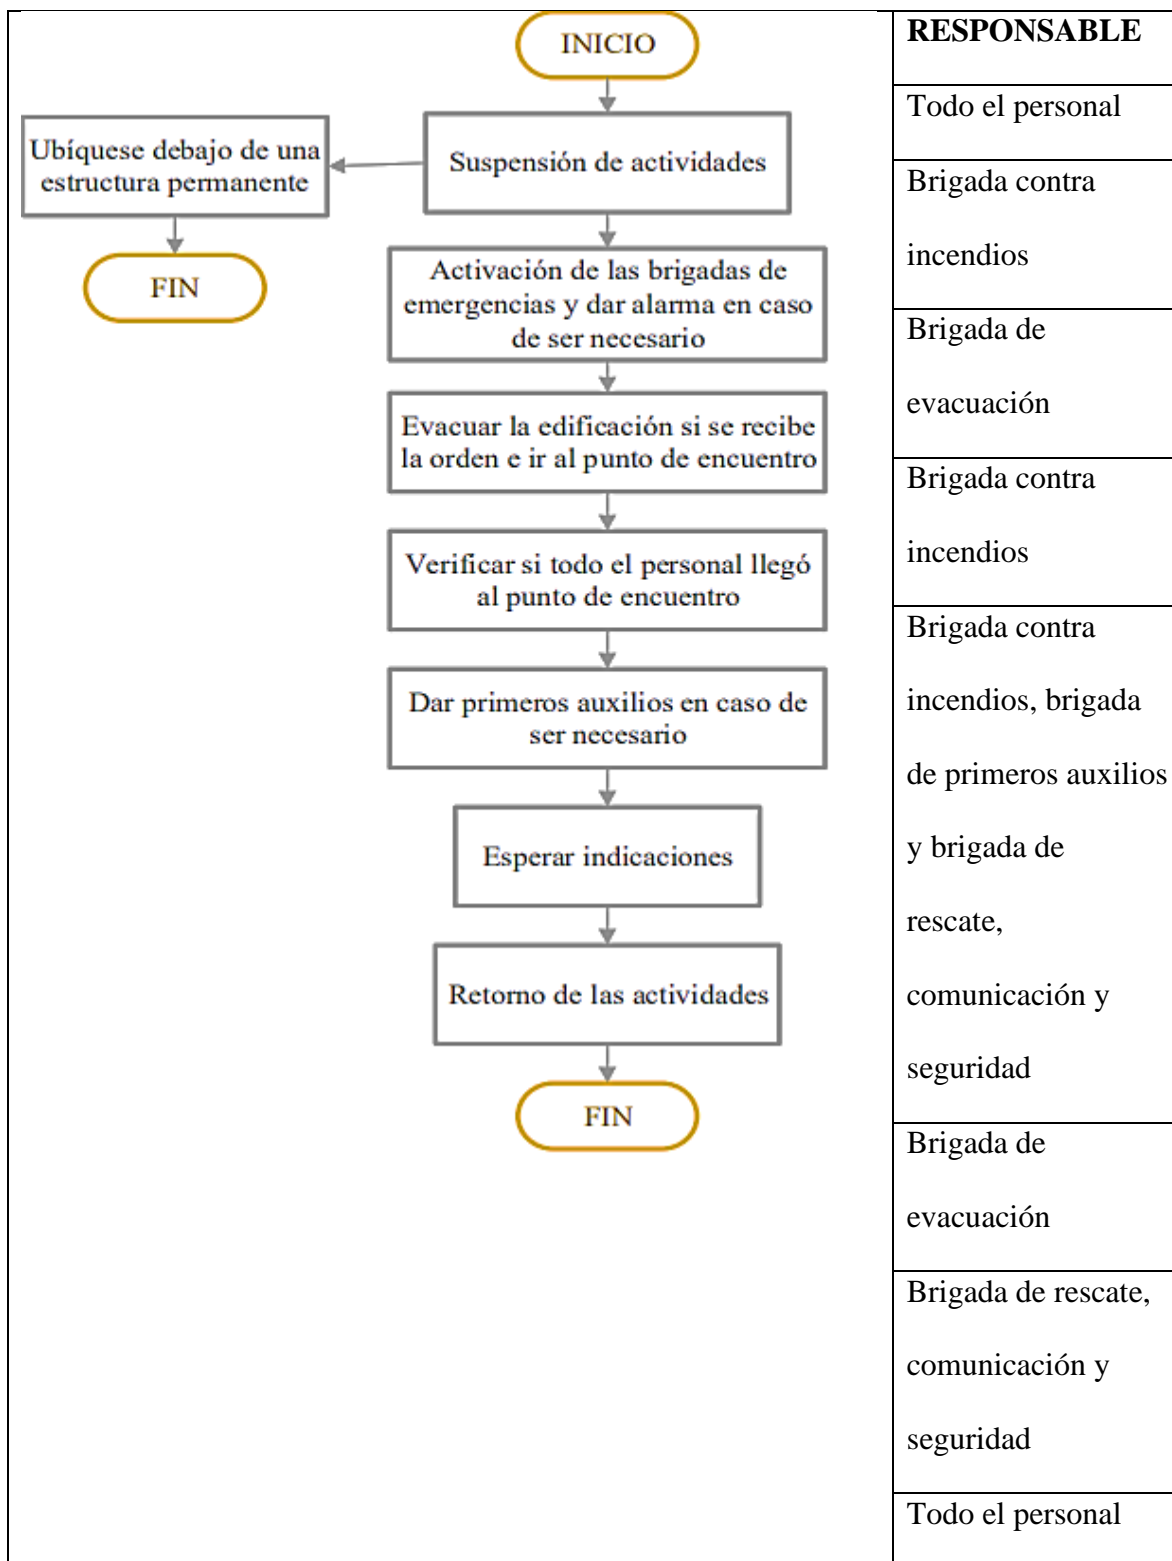 INICIO
Suspensión de actividades
Ubíquese debajo de una
estructura permanente
FIN
Activación de las brigadas de
emergencias y dar alarma en caso
de ser necesario
Evacuar la edificación si se recibe
la orden e ir al punto de encuentro
Verificar si todo el personal llegó
al punto de encuentro
Dar primeros auxilios en caso de
ser necesario
Esperar indicaciones
Retorno de las actividades
FIN
RESPONSABLE
Todo el personal
Brigada contra
incendios
Brigada de
evacuación
Brigada contra
incendios
Brigada contra
incendios, brigada
de primeros auxilios
y brigada de
rescate,
comunicación y
seguridad
Brigada de
evacuación
Brigada de rescate,
comunicación y
seguridad
Todo el personal